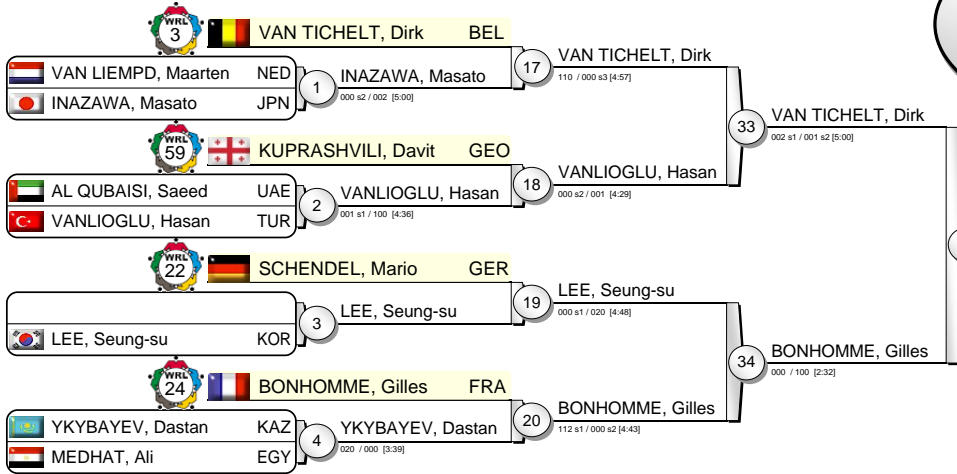 WRL 3 VAN TICHELT, Dirk BEL
VAN LIEMPD, Maarten NED
INAZAWA, Masato JPN
1 INAZAWA, Masato
000 s2 / 002 [5:00]
17 VAN TICHELT, Dirk
110 / 000 s3 [4:57]
WRL 59 KUPRASHVILI, Davit GEO
AL QUBAISI, Saeed UAE
VANLIOGLU, Hasan TUR
2 VANLIOGLU, Hasan
001 s1 / 100 [4:36]
18 VANLIOGLU, Hasan
000 s2 / 001 [4:29]
33 VAN TICHELT, Dirk
002 s1 / 001 s2 [5:00]
WRL 22 SCHENDEL, Mario GER
LEE, Seung-su KOR
3 LEE, Seung-su
19 LEE, Seung-su
000 s1 / 020 [4:48]
WRL 24 BONHOMME, Gilles FRA
YKYBAYEV, Dastan KAZ
MEDHAT, Ali EGY
4 YKYBAYEV, Dastan
020 / 000 [3:39]
20 BONHOMME, Gilles
112 s1 / 000 s2 [4:43]
34 BONHOMME, Gilles
000 / 100 [2:32]